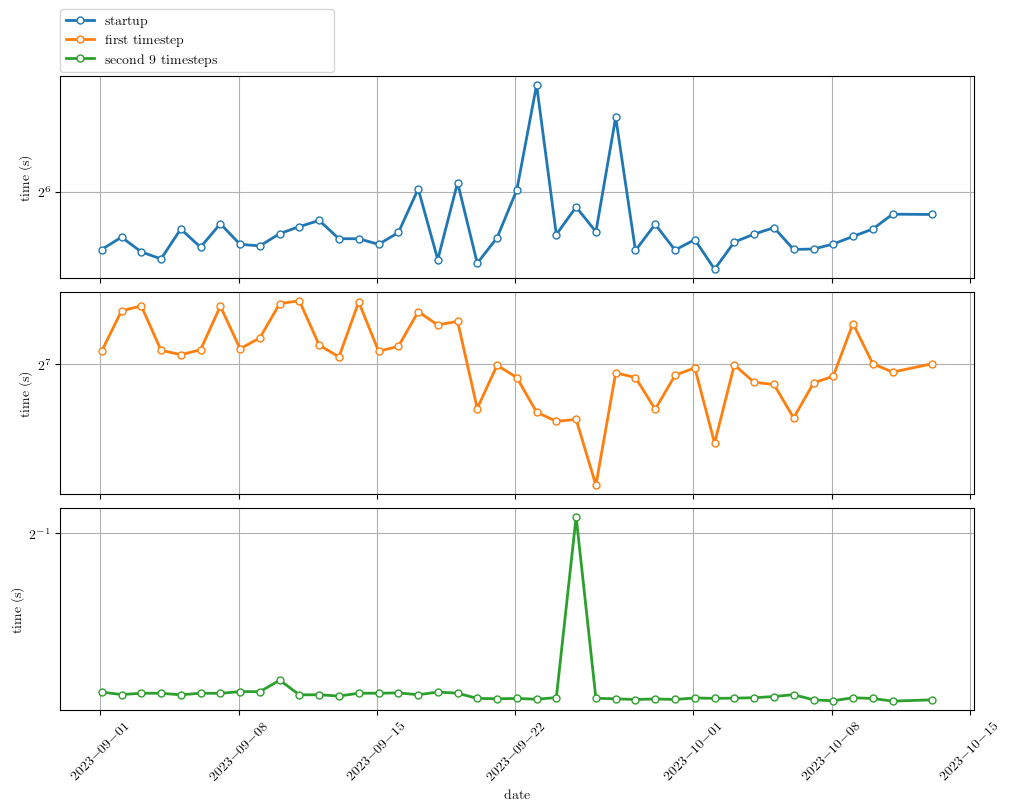 startup
first timestep
second 9 timesteps
time (s)
2^6
time (s)
2^7
time (s)
2^−1
2023−09−01
2023−09−08
2023−09−15
2023−09−22
2023−10−01
2023−10−08
2023−10−15
date